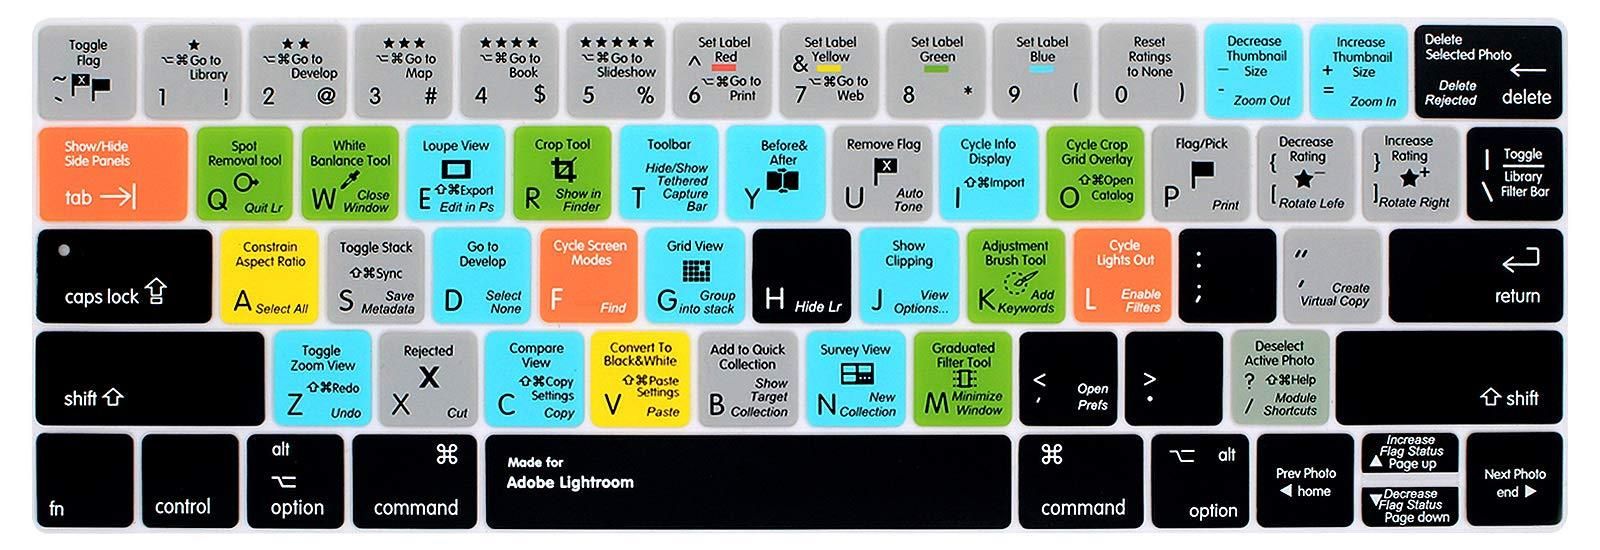 Toggle
Flag
~
X
`
★
⌥⌘Go to
Library
1 !
★★
⌥⌘Go to
Develop
2 @
★★★
⌥⌘Go to
Map
3 #
★★★★
⌥⌘Go to
Book
4 $
★★★★★
⌥⌘Go to
Slideshow
5 %
Set Label
Red
^
⌥⌘Go to
6 Print
Set Label
Yellow
&
⌥⌘Go to
7 Web
Set Label
Green
8 *
Set Label
Blue
9 (
Reset
Ratings
to None
0 )
Decrease
Thumbnail
_ Size
- Zoom Out
Increase
Thumbnail
+ Size
= Zoom In
Delete
Selected Photo
←
Delete
Rejected delete
Show/Hide
Side Panels
tab →|
Spot
Removal tool
Q Quit Lr
White
Banlance Tool
W Close
Window
Loupe View
⇧⌘Export
E Edit in Ps
Crop Tool
R Show in
Finder
Toolbar
Hide/Show
Tethered
T Capture
Bar
Before&
After
Y
Remove Flag
X
U Auto
Tone
Cycle Info
Display
⇧⌘Import
I
Cycle Crop
Grid Overlay
⇧⌘Open
O Catalog
Flag/Pick
P Print
Decrease
{ Rating
★−
[ Rotate Lefe
Increase
} Rating
★+
] Rotate Right
| Toggle
Library
\ Filter Bar
caps lock ⇪
Constrain
Aspect Ratio
A Select All
Toggle Stack
⇧⌘Sync
S Save
Metadata
Go to
Develop
D Select
None
Cycle Screen
Modes
F Find
Grid View
G Group
into stack
H Hide Lr
Show
Clipping
J View
Options...
Adjustment
Brush Tool
K Add
Keywords
Cycle
Lights Out
L Enable
Filters
:
;
"
'
Create
Virtual Copy
return
shift ⇧
Toggle
Zoom View
⇧⌘Redo
Z Undo
Rejected
X
X Cut
Compare
View
⇧⌘Copy
Settings
C Copy
Convert To
Black&White
⇧⌘Paste
Settings
V Paste
Add to Quick
Collection
Show
Target
B Collection
Survey View
N New
Collection
Graduated
Filter Tool
M Minimize
Window
<
, Open
Prefs
>
.
Deselect
Active Photo
? ⇧⌘Help
/ Module
Shortcuts
⇧ shift
fn
control
alt
⌥
option
⌘
command
Made for
Adobe Lightroom
⌘
command
⌥ alt
option
Prev Photo
◀ home
Increase
Flag Status
▲ Page up
▼Decrease
Flag Status
Page down
Next Photo
end ▶